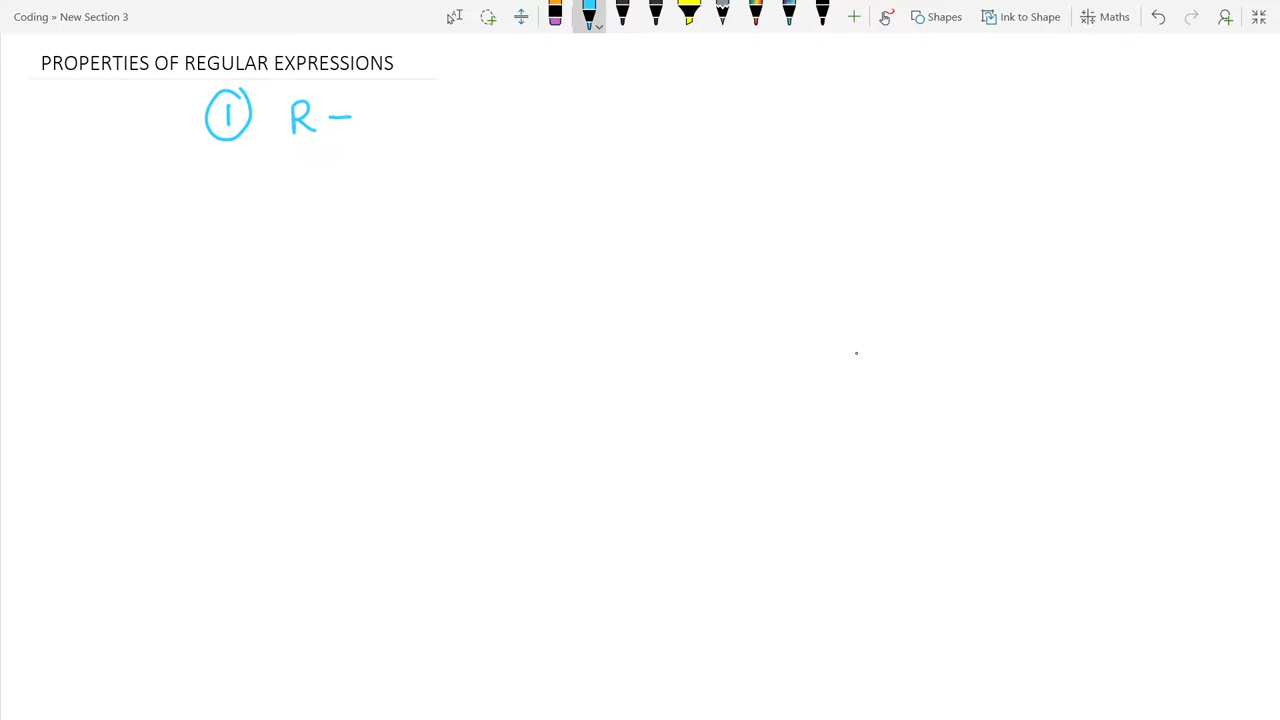 Coding » New Section 3
Shapes
Ink to Shape
Maths
PROPERTIES OF REGULAR EXPRESSIONS
① R –